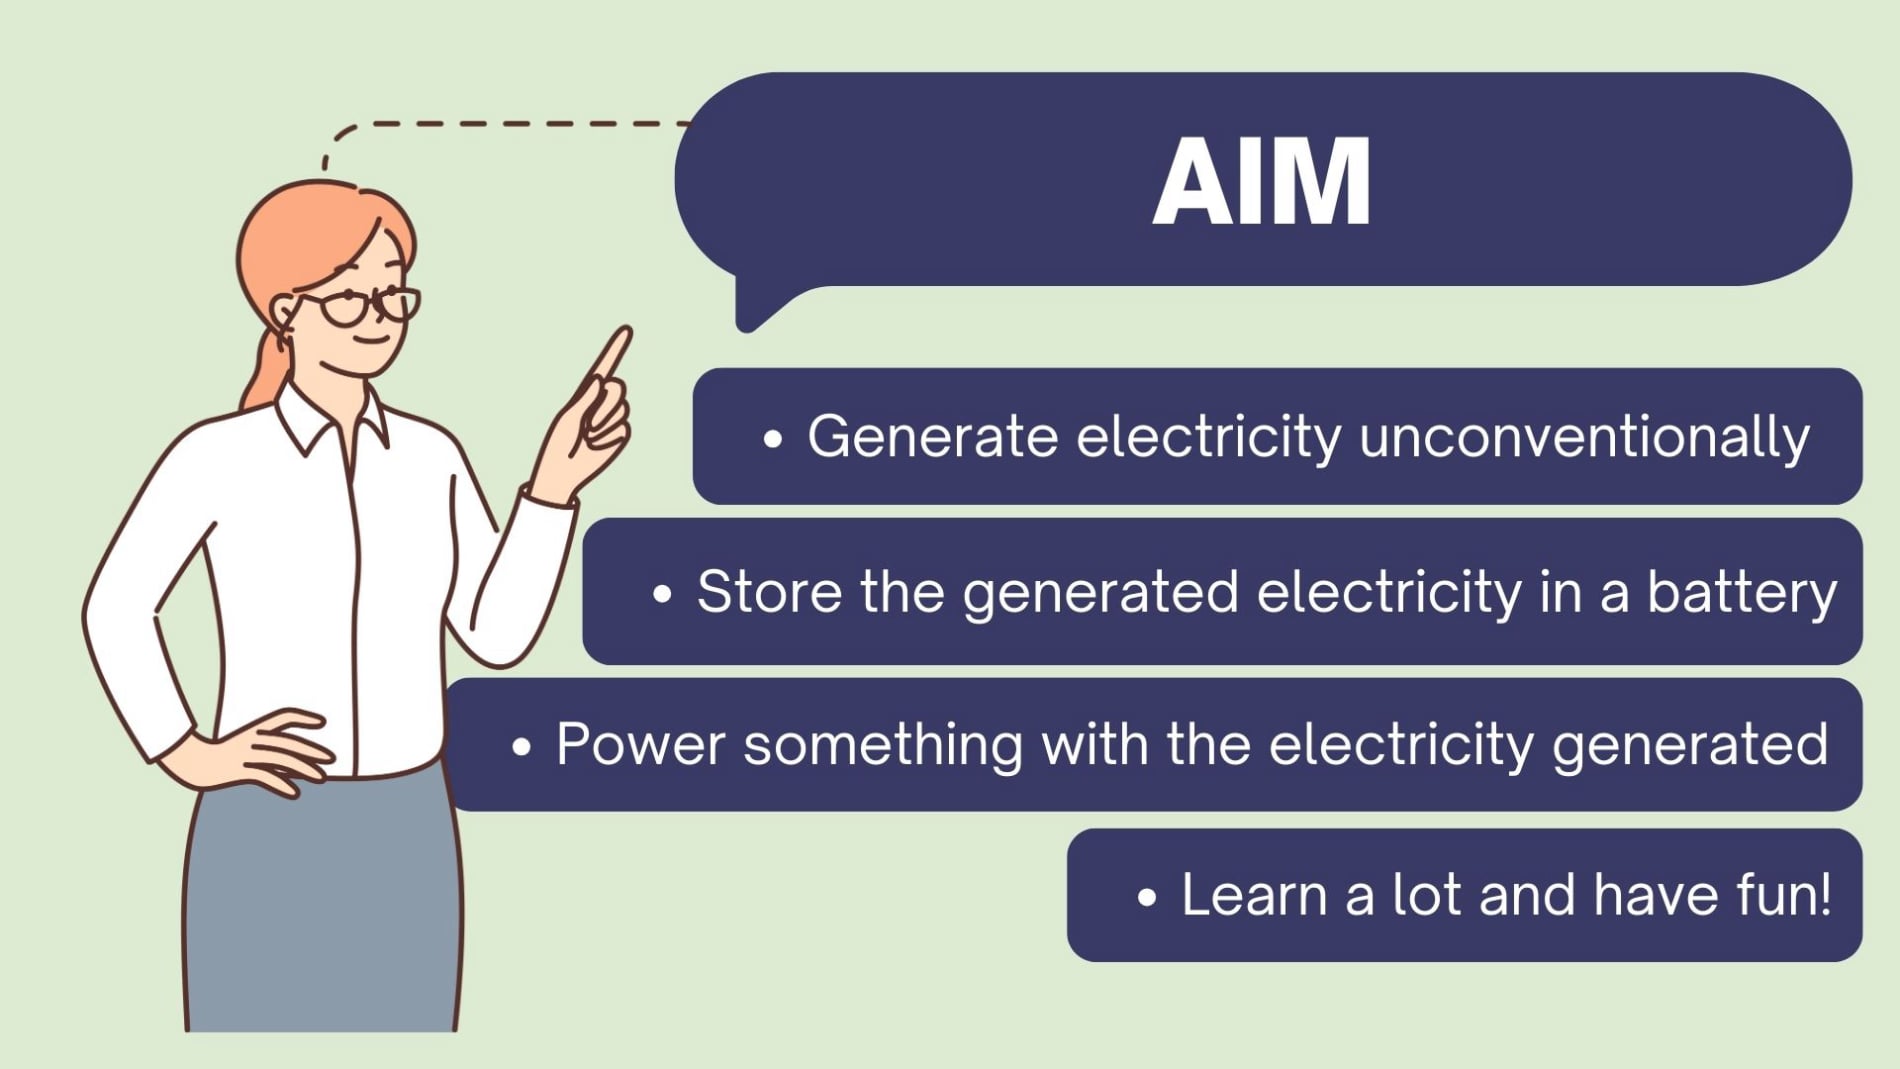 AIM
• Generate electricity unconventionally
• Store the generated electricity in a battery
• Power something with the electricity generated
• Learn a lot and have fun!